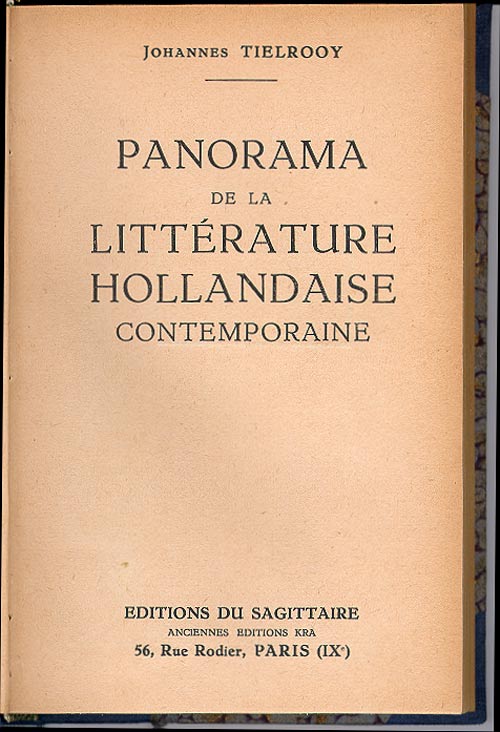 Johannes TIELROOY
PANORAMA
DE LA
LITTÉRATURE
HOLLANDAISE
CONTEMPORAINE
EDITIONS DU SAGITTAIRE
ANCIENNES EDITIONS KRA
56, Rue Rodier, PARIS (IXᵉ)